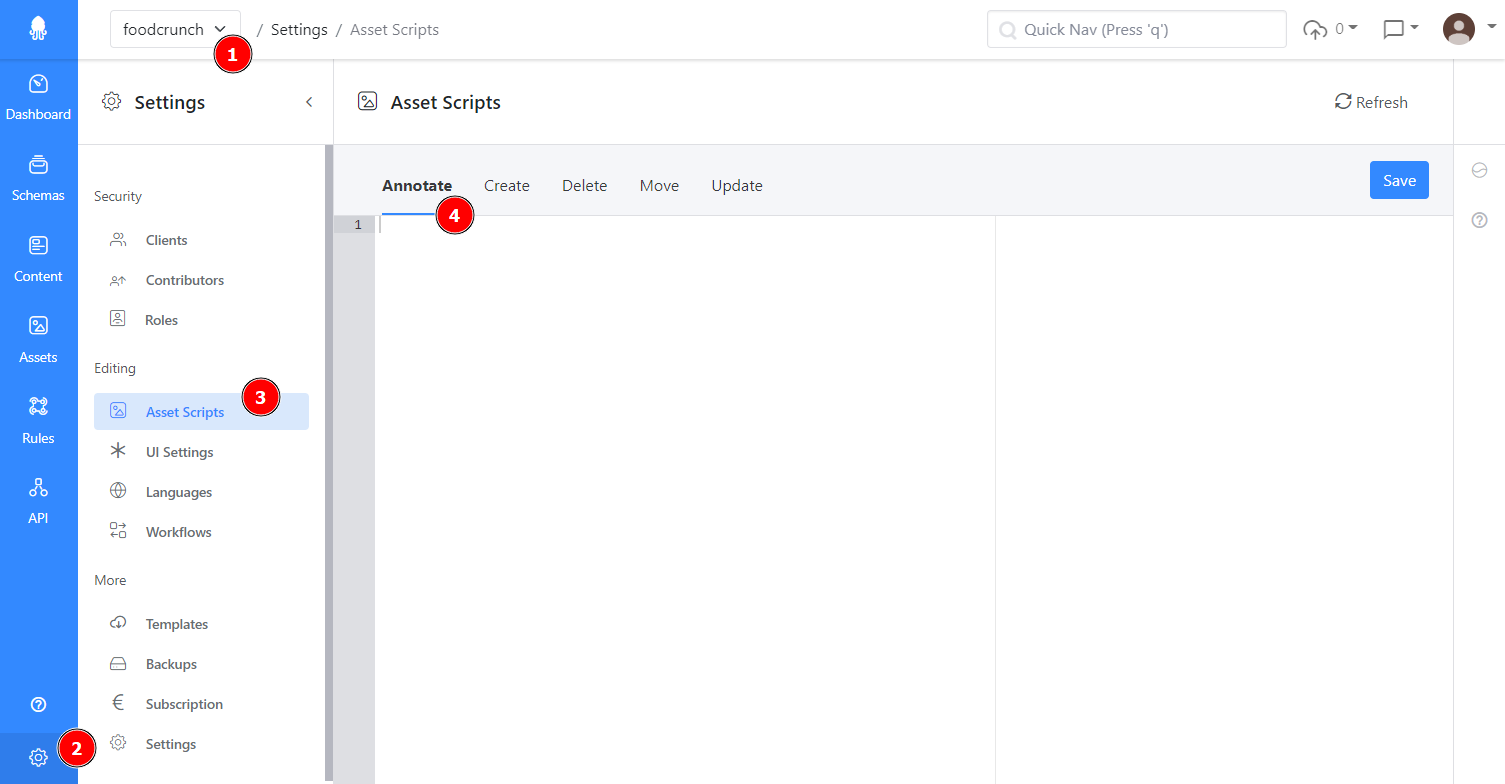 foodcrunch / Settings / Asset Scripts Quick Nav (Press 'q') 0
1
Settings Asset Scripts Refresh
Dashboard
Schemas
Content
Assets
Rules
API
2
Security
Clients
Contributors
Roles
Editing
Asset Scripts
3
UI Settings
Languages
Workflows
More
Templates
Backups
€ Subscription
Settings
Annotate Create Delete Move Update Save
4
1